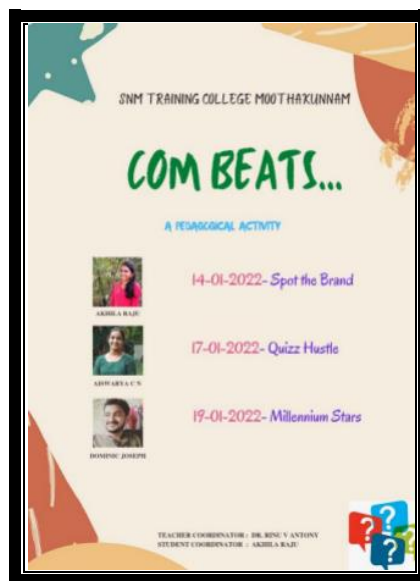 SNM TRAINING COLLEGE MOOTHAKUNNAM
COM BEATS...
A PEDAGOGICAL ACTIVITY
14-01-2022- Spot the Brand
AKHILA RAJU
17-01-2022- Quizz Hustle
AISWARYA C N
19-01-2022- Millennium Stars
DOMINIC JOSEPH
TEACHER COORDINATOR : DR. BINU V ANTONY
STUDENT COORDINATOR : AKHILA RAJU
? ? ?